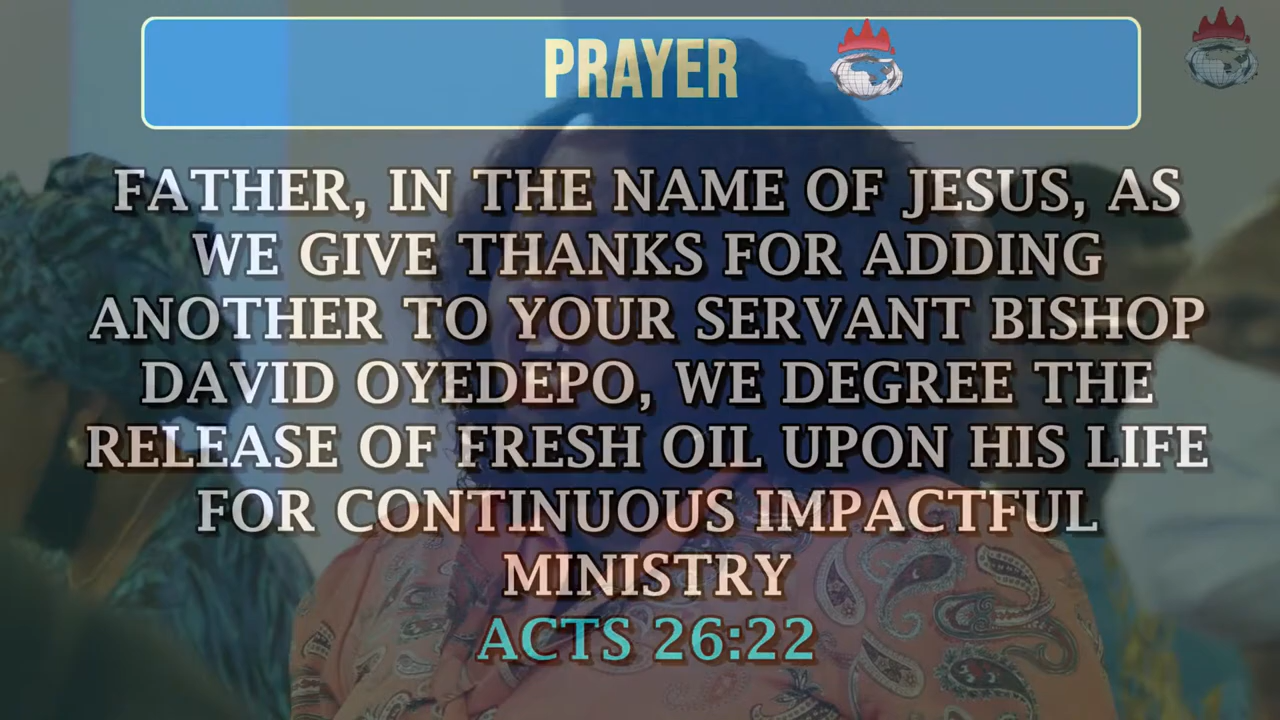 PRAYER
FATHER, IN THE NAME OF JESUS, AS
WE GIVE THANKS FOR ADDING
ANOTHER TO YOUR SERVANT BISHOP
DAVID OYEDEPO, WE DEGREE THE
RELEASE OF FRESH OIL UPON HIS LIFE
FOR CONTINUOUS IMPACTFUL
MINISTRY
ACTS 26:22